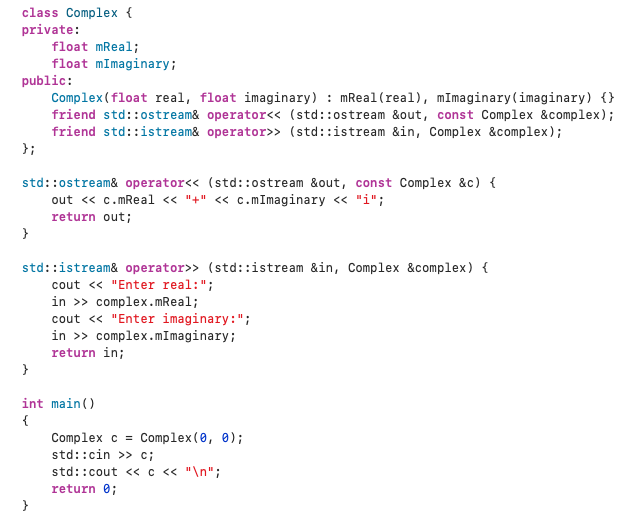 class Complex {
private:
    float mReal;
    float mImaginary;
public:
    Complex(float real, float imaginary) : mReal(real), mImaginary(imaginary) {}
    friend std::ostream& operator<< (std::ostream &out, const Complex &complex);
    friend std::istream& operator>> (std::istream &in, Complex &complex);
};

std::ostream& operator<< (std::ostream &out, const Complex &c) {
    out << c.mReal << "+" << c.mImaginary << "i";
    return out;
}

std::istream& operator>> (std::istream &in, Complex &complex) {
    cout << "Enter real:";
    in >> complex.mReal;
    cout << "Enter imaginary:";
    in >> complex.mImaginary;
    return in;
}

int main()
{
    Complex c = Complex(0, 0);
    std::cin >> c;
    std::cout << c << "\n";
    return 0;
}